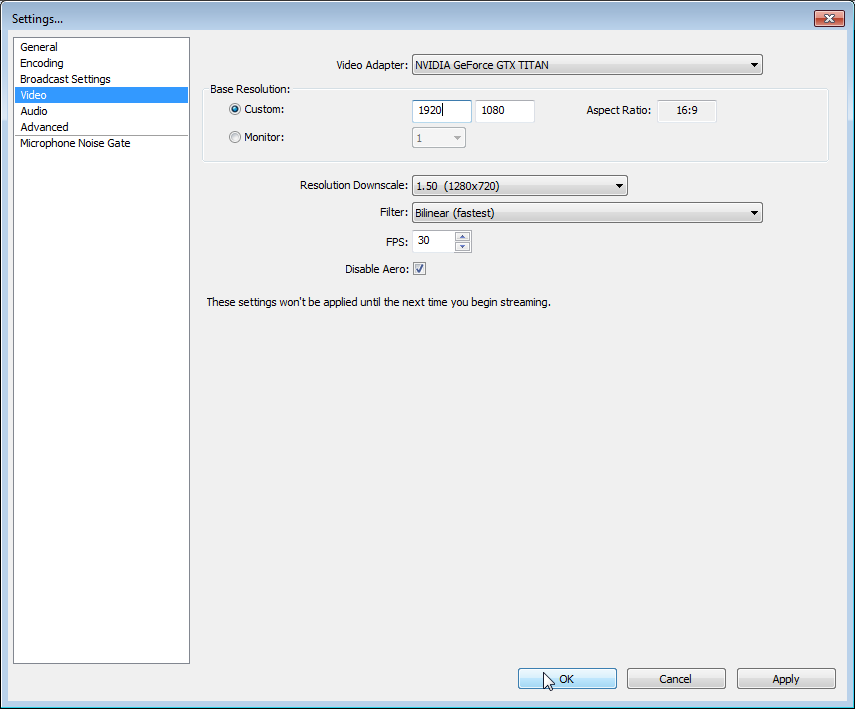 Settings...
General
Encoding
Broadcast Settings
Video
Audio
Advanced
Microphone Noise Gate
Video Adapter: NVIDIA GeForce GTX TITAN
Base Resolution:
Custom: 1920 1080 Aspect Ratio: 16:9
Monitor: 1
Resolution Downscale: 1.50 (1280x720)
Filter: Bilinear (fastest)
FPS: 30
Disable Aero:
These settings won't be applied until the next time you begin streaming.
OK Cancel Apply